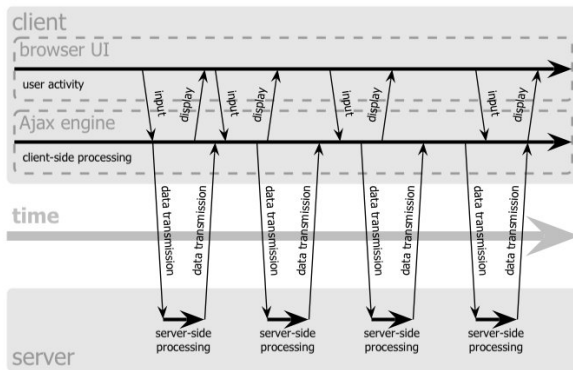 client
browser UI
user activity
input
display
input
display
input
display
input
display
Ajax engine
client-side processing
data transmission
data transmission
data transmission
data transmission
data transmission
data transmission
data transmission
data transmission
time
server-side
processing
server-side
processing
server-side
processing
server-side
processing
server